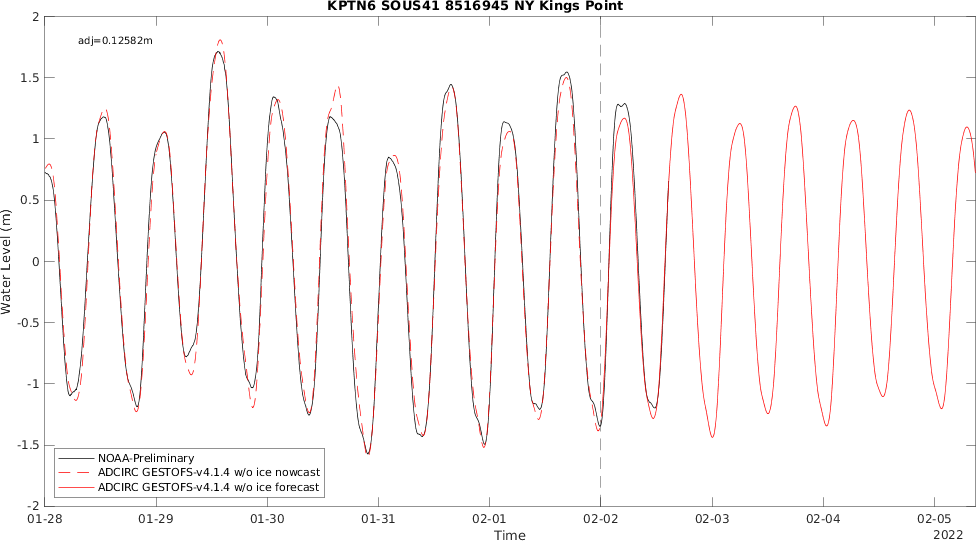 KPTN6 SOUS41 8516945 NY Kings Point
adj=0.12582m
2
1.5
1
0.5
0
-0.5
-1
-1.5
-2
Water Level (m)
NOAA-Preliminary
ADCIRC GESTOFS-v4.1.4 w/o ice nowcast
ADCIRC GESTOFS-v4.1.4 w/o ice forecast
01-28 01-29 01-30 01-31 02-01 02-02 02-03 02-04 02-05
Time
2022